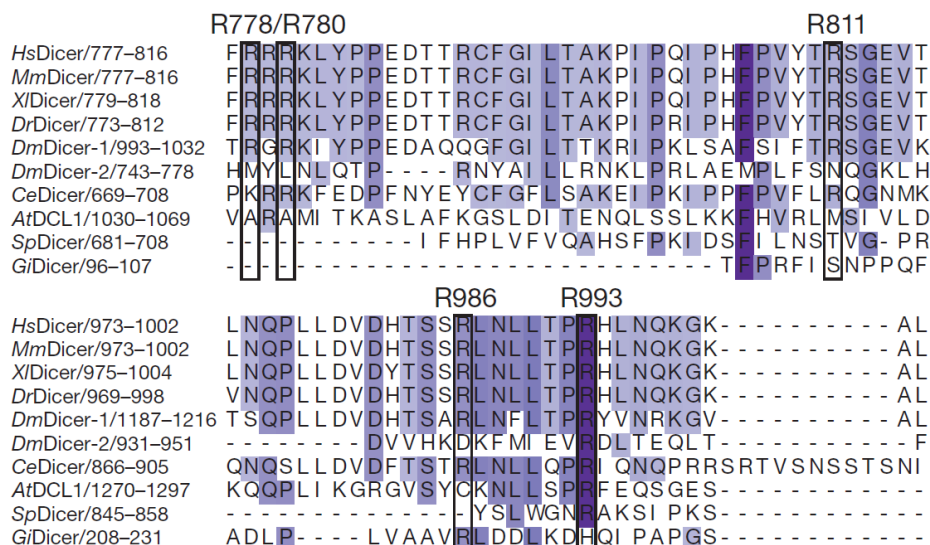 R778/R780 R811
HsDicer/777–816 F R R R K L Y P P E D T T R C F G I L T A K P I P Q I P H F P V Y T R S G E V T
MmDicer/777–816 F R R R K L Y P P E D T T R C F G I L T A K P I P Q I P H F P V Y T R S G E V T
XlDicer/779–818 F R R R K L Y P P E D T T R C F G I L T A K P I P Q I P H F P V Y T R S G E V T
DrDicer/773–812 F R R R K L Y P P E D T T R C F G I L T A K P I P R I P H F P V Y T R S G E V T
DmDicer-1/993–1032 T R G R K I Y P P E D A Q Q G F G I L T T K R I P K L S A F S I F T R S G E V K
DmDicer-2/743–778 H M Y L N L Q T P - - - - R N Y A I L L R N K L P R L A E M P L F S N Q G K L H
CeDicer/669–708 P K R R K F E D P F N Y E Y C F G F L S A K E I P K I P P F P V F L R Q G N M K
AtDCL1/1030–1069 V A R A M I T K A S L A F K G S L D I T E N Q L S S L K K F H V R L M S I V L D
SpDicer/681–708 - - - - - - - - - - - I F H P L V F V Q A H S F P K I D S F I L N S T V G - P R
GiDicer/96–107 - - - - - - - - - - - - - - - - - - - - - - - - - - - - T F P R F I S N P P Q F
R986 R993
HsDicer/973–1002 L N Q P L L D V D H T S S R L N L L T P R H L N Q K G K - - - - - - - - - - A L
MmDicer/973–1002 L N Q P L L D V D H T S S R L N L L T P R H L N Q K G K - - - - - - - - - - A L
XlDicer/975–1004 L N Q P L L D V D Y T S S R L N L L T P R H L N Q K G K - - - - - - - - - - A L
DrDicer/969–998 V N Q P L L D V D H T S S R L N L L T P R H L N Q K G K - - - - - - - - - - A L
DmDicer-1/1187–1216 T S Q P L L D V D H T S A R L N F L T P R Y V N R K G V - - - - - - - - - - A L
DmDicer-2/931–951 - - - - - - - - D V V H K D K F M I E V R D L T E Q L T - - - - - - - - - - - F
CeDicer/866–905 Q N Q S L L D V D F T S T R L N L L Q P R I Q N Q P R R S R T V S N S S T S N I
AtDCL1/1270–1297 K Q Q P L I K G R G V S Y C K N L L S P R F E Q S G E S - - - - - - - - - - - -
SpDicer/845–858 - - - - - - - - - - - - - - Y S L W G N R A K S I P K S - - - - - - - - - - - -
GiDicer/208–231 A D L P - - - - L V A A V R L D D L K D H Q I P A P G S - - - - - - - - - - - -